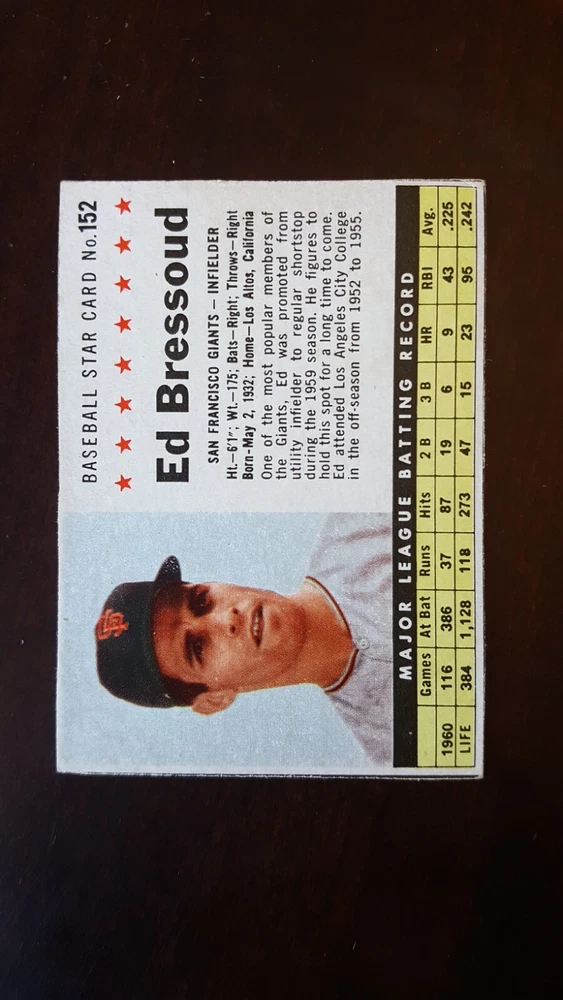 BASEBALL STAR CARD No.152
Ed Bressoud
SAN FRANCISCO GIANTS — INFIELDER
Ht.—6'1"; Wt.—175; Bats—Right; Throws—Right
Born-May 2, 1932; Home—Los Altos, California
One of the most popular members of
the Giants, Ed was promoted from
utility infielder to regular shortstop
during the 1959 season. He figures to
hold this spot for a long time to come.
Ed attended Los Angeles City College
in the off-season from 1952 to 1955.
SF
MAJOR LEAGUE BATTING RECORD
Games At Bat Runs Hits 2 B 3 B HR RBI Avg.
1960 116 386 37 87 19 6 9 43 .225
LIFE 384 1,128 118 273 47 15 23 95 .242